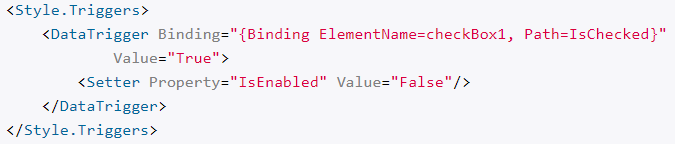 <Style.Triggers>
    <DataTrigger Binding="{Binding ElementName=checkBox1, Path=IsChecked}"
            Value="True">
        <Setter Property="IsEnabled" Value="False"/>
    </DataTrigger>
</Style.Triggers>